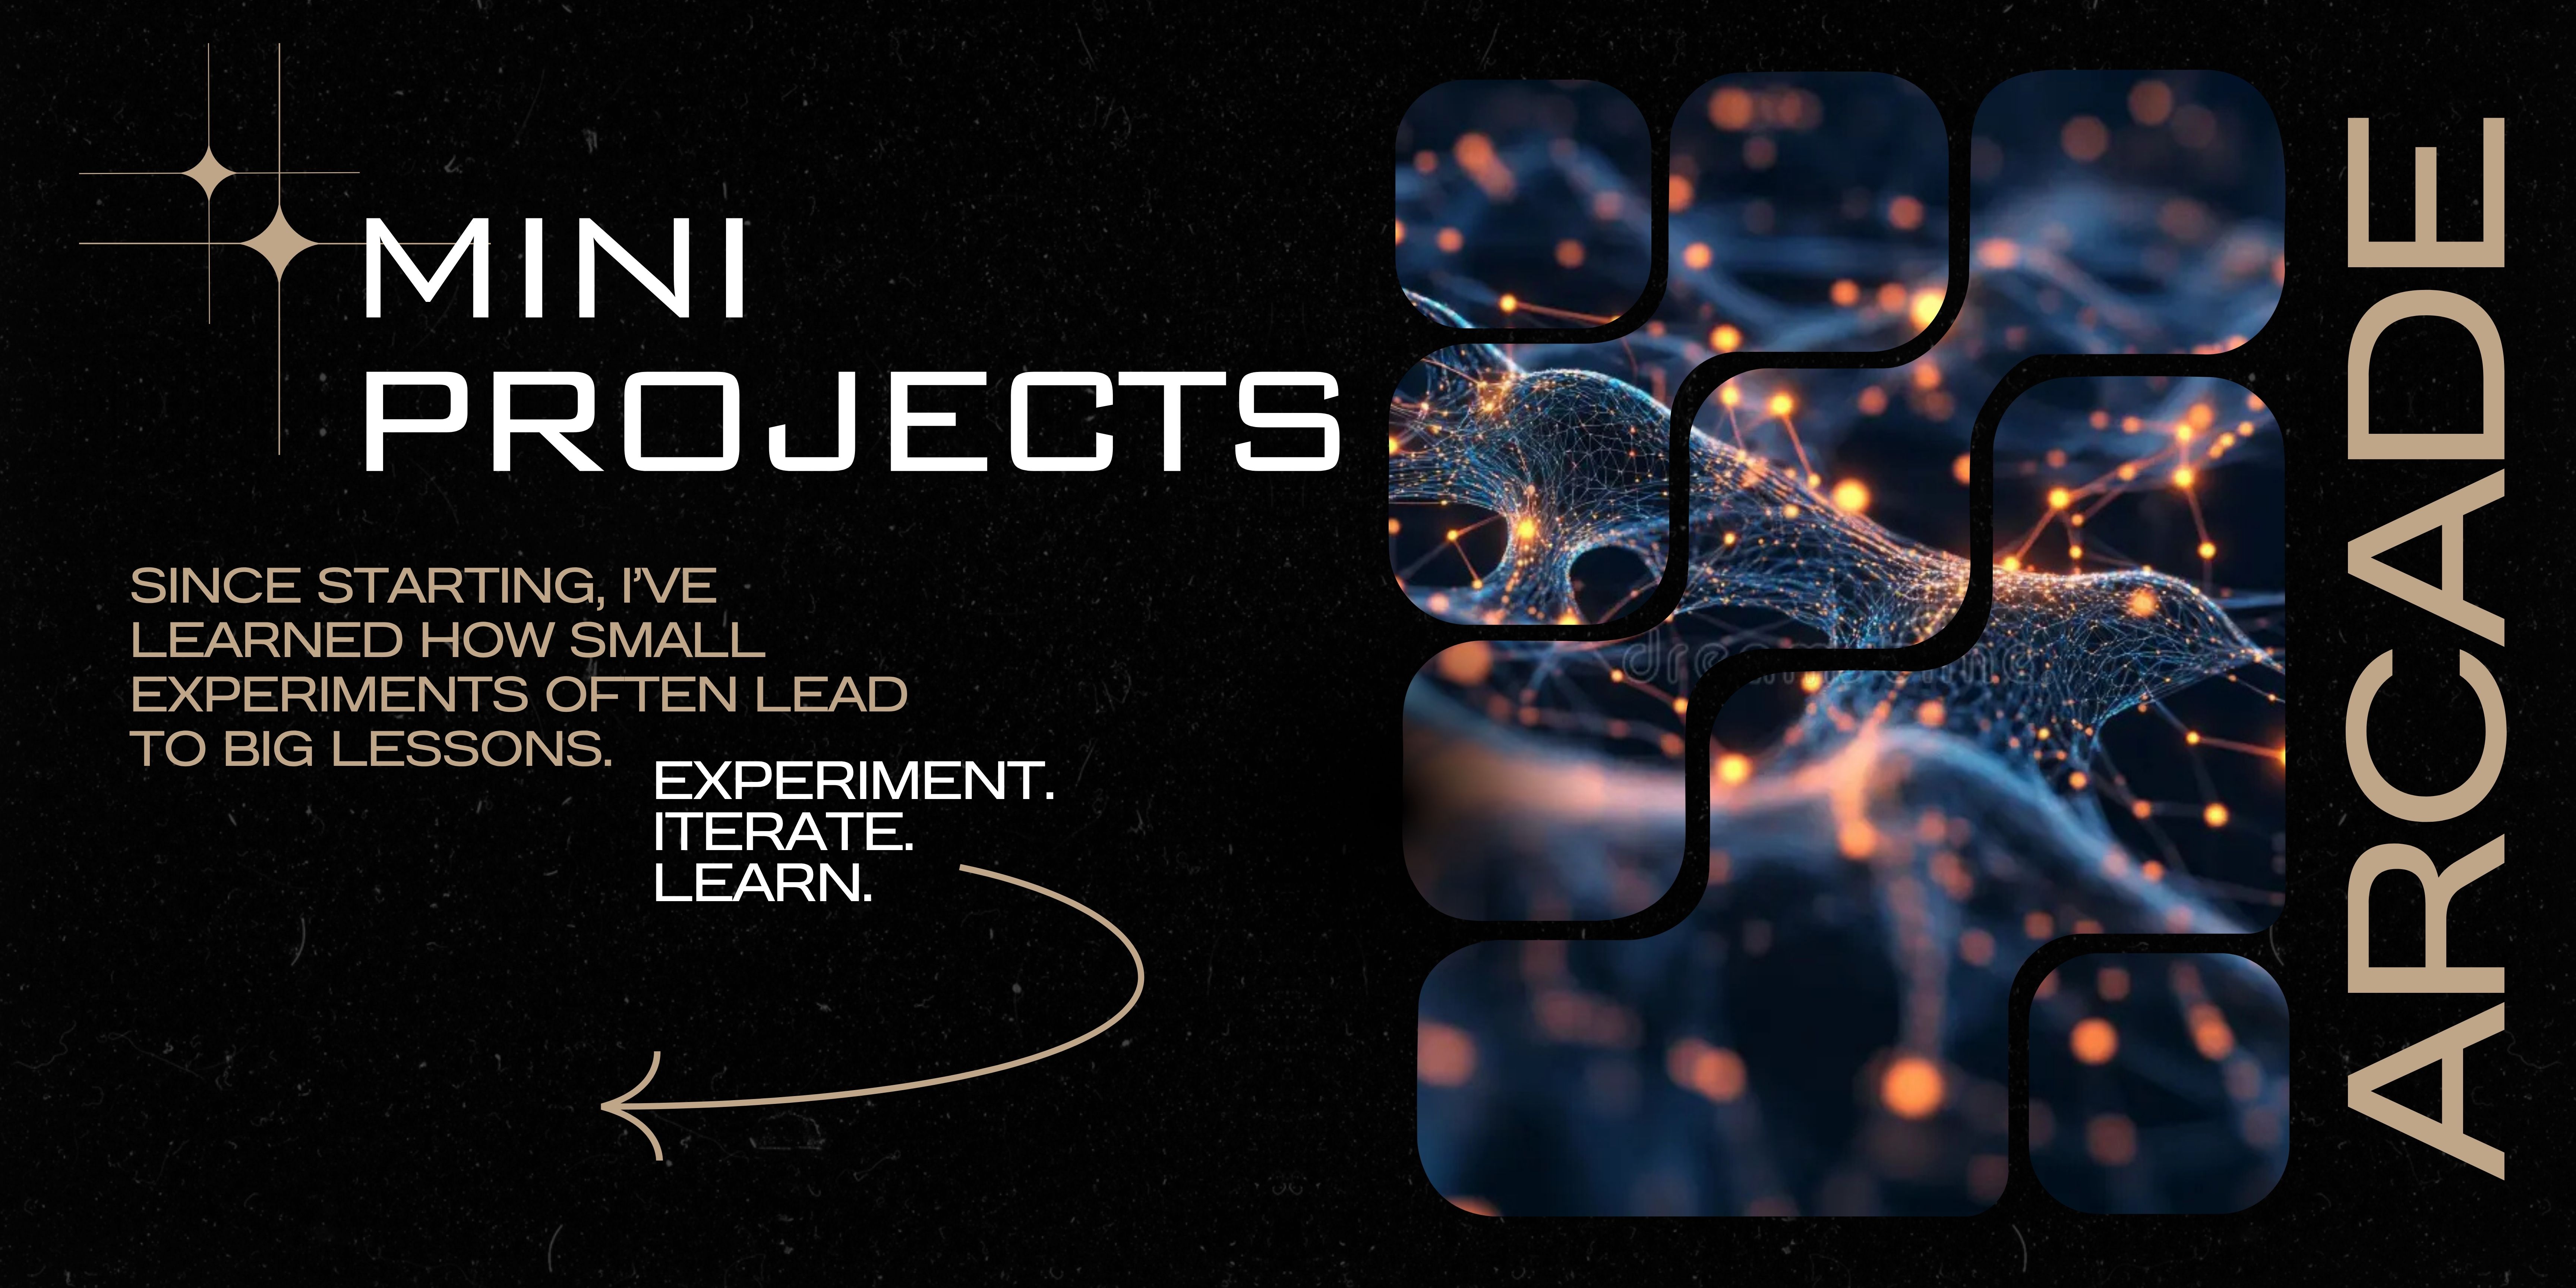 MINI
PROJECTS
SINCE STARTING, I'VE
LEARNED HOW SMALL
EXPERIMENTS OFTEN LEAD
TO BIG LESSONS.
EXPERIMENT.
ITERATE.
LEARN.
ARCADE